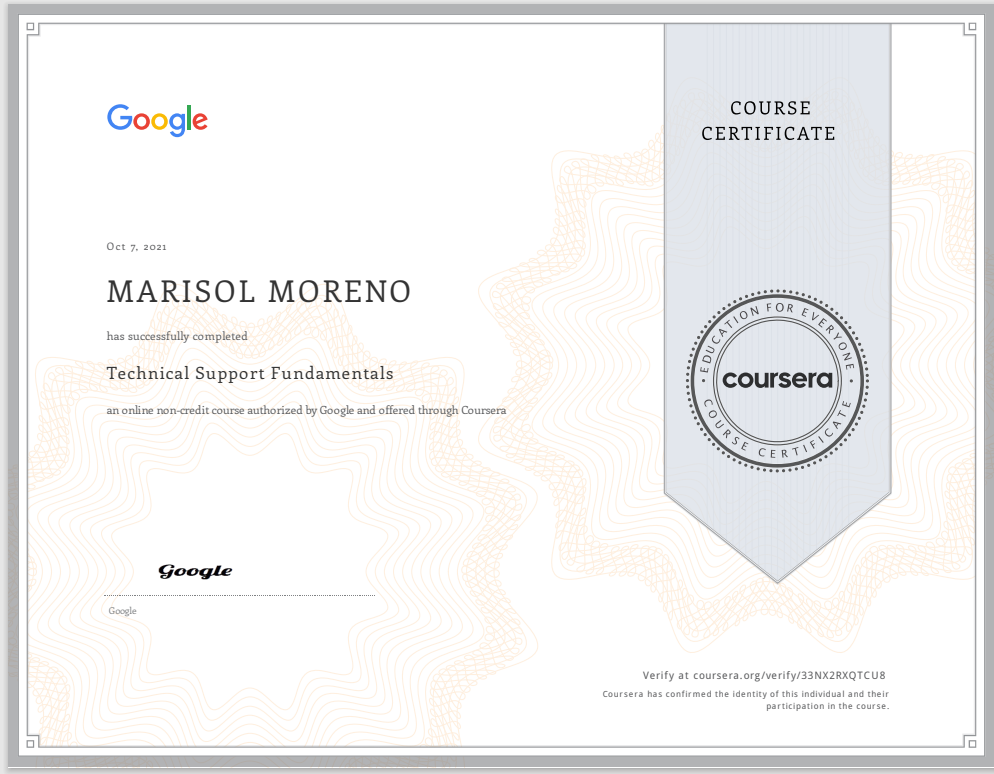 Google
COURSE
CERTIFICATE
Oct 7, 2021
MARISOL MORENO
has successfully completed
Technical Support Fundamentals
an online non-credit course authorized by Google and offered through Coursera
EDUCATION FOR EVERYONE
coursera
COURSE CERTIFICATE
Google
Google
Verify at coursera.org/verify/33NX2RXQTCU8
Coursera has confirmed the identity of this individual and their
participation in the course.